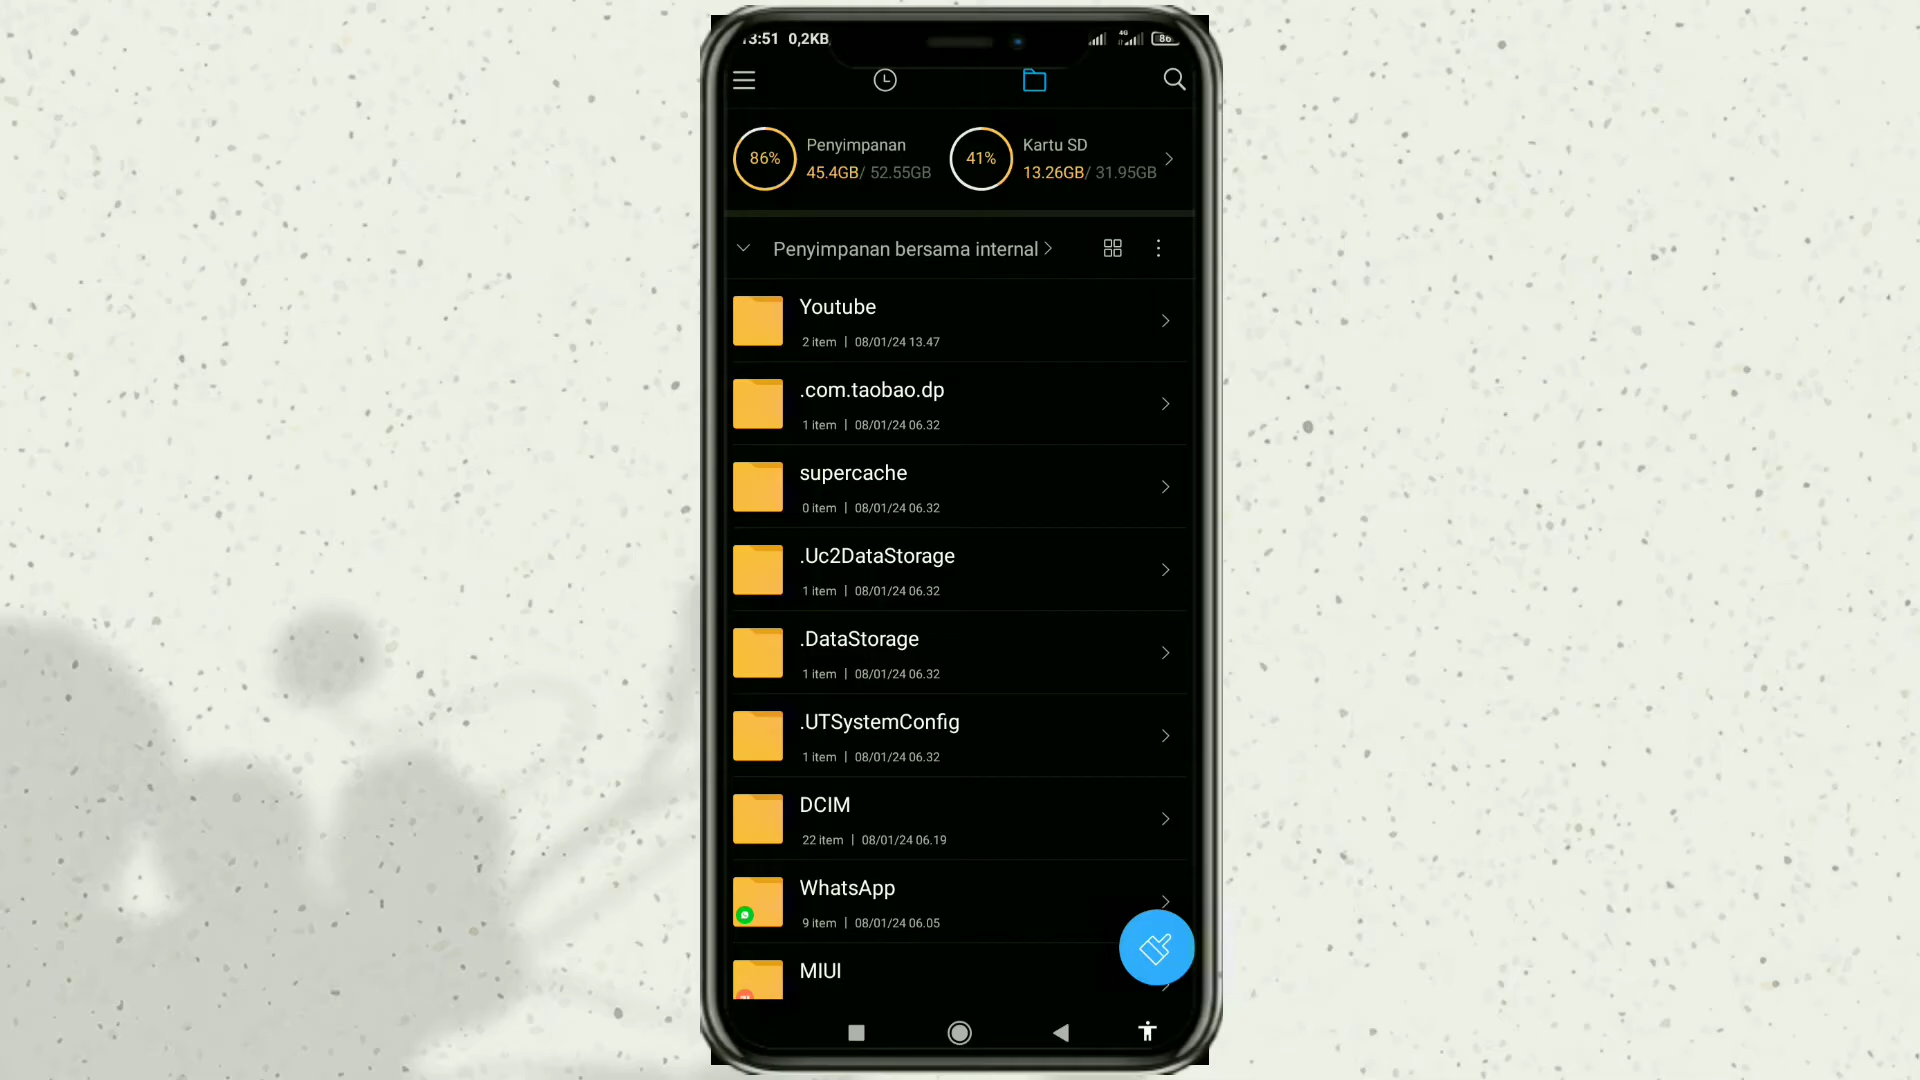 13:51 0,2KB
4G
86
86%
Penyimpanan
45.4GB/ 52.55GB
41%
Kartu SD
13.26GB/ 31.95GB
Penyimpanan bersama internal
Youtube
2 item | 08/01/24 13.47
.com.taobao.dp
1 item | 08/01/24 06.32
supercache
0 item | 08/01/24 06.32
.Uc2DataStorage
1 item | 08/01/24 06.32
.DataStorage
1 item | 08/01/24 06.32
.UTSystemConfig
1 item | 08/01/24 06.32
DCIM
22 item | 08/01/24 06.19
WhatsApp
9 item | 08/01/24 06.05
MIUI